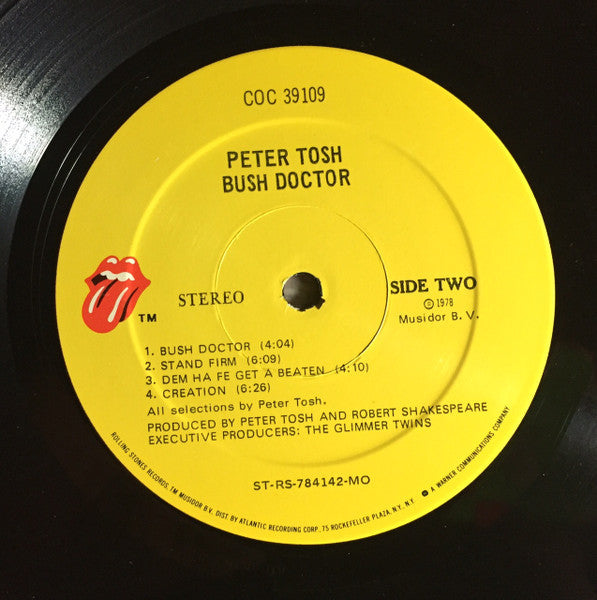 COC 39109
PETER TOSH
BUSH DOCTOR
TM
STEREO
SIDE TWO
℗ 1978
Musidor B. V.
1. BUSH DOCTOR (4:04)
2. STAND FIRM (6:09)
3. DEM HA FE GET A BEATEN (4:10)
4. CREATION (6:26)
All selections by Peter Tosh.
PRODUCED BY PETER TOSH AND ROBERT SHAKESPEARE
EXECUTIVE PRODUCERS: THE GLIMMER TWINS
ST-RS-784142-MO
ROLLING STONES RECORDS, TM MUSIDOR B.V. DIST BY ATLANTIC RECORDING CORP., 75 ROCKEFELLER PLAZA, N.Y., N.Y. A WARNER COMMUNICATIONS COMPANY